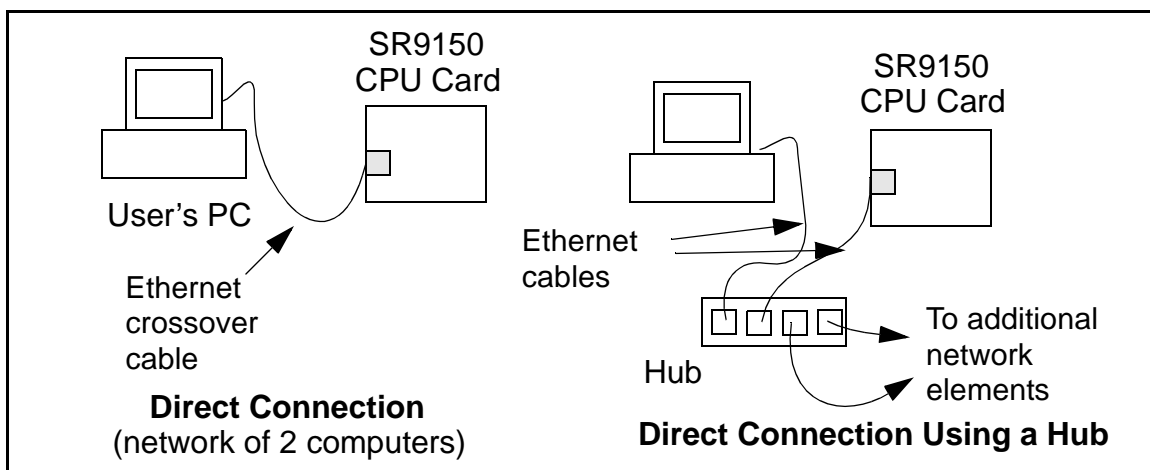 SR9150
CPU Card
User's PC
Ethernet
crossover
cable
Direct Connection
(network of 2 computers)
SR9150
CPU Card
Ethernet
cables
Hub
To additional
network
elements
Direct Connection Using a Hub